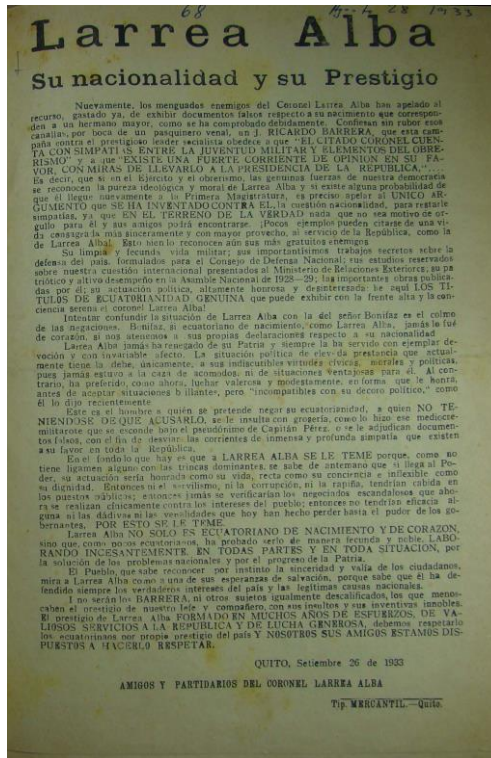 68
28 1933
Larrea Alba
Su nacionalidad y su Prestigio
Nuevamente, los menguados enemigos del Coronel Larrea Alba han apelado al
recurso, gastado ya, de exhibir documentos falsos respecto a su nacimiento que correspon-
den a un hermano mayor, como se ha comprobado debidamente. Confiesan sin rubor esos
canallas, por boca de un pasquinero venal, un J. RICARDO BARRERA, que esta cam-
paña contra el prestigioso leader socialista obedece a que "EL CITADO CORONEL CUEN-
TA CON SIMPATIAS ENTRE LA JUVENTUD MILITAR Y ELEMENTOS DEL OBRE-
RISMO" y a que "EXISTE UNA FUERTE CORRIENTE DE OPINION EN SU FA-
VOR, CON MIRAS DE LLEVARLO A LA PRESIDENCIA DE LA REPUBLICA,"....
Es decir, que si en el Ejército y el obrerismo, las genuinas fuerzas de nuestra democracia
se reconocen la pureza ideológica y moral de Larrea Alba y si existe alguna probabilidad de
que él llegue nuevamente a la Primera Magistratura, es preciso apelar al UNICO AR-
GUMENTO que SE HA INVENTADO CONTRA EL, la cuestión nacionalidad, para restarle
simpatías, ya que EN EL TERRENO DE LA VERDAD nada que no sea motivo de or-
gullo para él y sus amigos podrá encontrarse. ¡Pocos ejemplos pueden citarse de una vi-
da consagrada más sinceramente y con mayor provecho, al servicio de la República, como la
de Larrea Alba! Esto bien lo reconocen aún sus más gratuitos enemigos
Su limpia y fecunda vida militar; sus importantísimos trabajos secretos sobre la
defensa del país, formulados para el Consejo de Defensa Nacional; sus estudios reservados
sobre nuestra cuestión internacional presentados al Ministerio de Relaciones Exteriores, su pa-
triótico y altivo desempeño en la Asamblea Nacional de 1928—29; las importantes obras publica-
das por él; su actuación política, altamente honrosa y desinteresada: he aquí LOS TI-
TULOS DE ECUATORIANIDAD GENUINA que puede exhibir con la frente alta y la con-
ciencia serena el coronel Larrea Alba!
Intentar confundir la situación de Larrea Alba con la del señor Bonifaz es el colmo
de las negaciones. Bonifaz, si ecuatoriano de nacimiento, como Larrea Alba, jamás lo fué
de corazón, si nos atenemos a sus propias declaraciones respecto a su nacionalidad
Larrea Alba jamás ha renegado de su Patria y siempre la ha servido con ejemplar de-
voción y con invariable afecto. La situación política de elevada prestancia que actual-
mente tiene la debe, únicamente, a sus indiscutibles virtudes cívicas, morales y políticas,
pues jamás estuvo a la caza de acomodos ni de situaciones ventajosas para él. Al con-
trario, ha preferido, como ahora, luchar valerosa y modestamente, en forma que le honra,
antes de aceptar situaciones brillantes, pero "incompatibles con su decoro político," como
él lo dijo recientemente
Este es el hombre a quien se pretende negar su ecuatorianidad, a quien NO TE-
NIENDOSE DE QUE ACUSARLO, se le insulta con grosería, como lo hizo ese mediocre
militarote que se esconde bajo el pseudónimo de Capitán Pérez, o se le adjudican documen-
tos falsos, con el fin de desviar las corrientes de inmensa y profunda simpatía que existen
a su favor en toda la República.
En el fondo lo que hay es que a LARREA ALBA SE LE TEME porque, como no
tiene ligamen alguno con las trincas dominantes, se sabe de antemano que si llega al Po-
der, su actuación sería honrada como su vida, recta como su conciencia e inflexible como
su dignidad. Entonces ni el servilismo, ni la corrupción, ni la rapiña, tendrían cabida en
los puestos públicos; entonces jamás se verificarían los negociados escandalosos que aho-
ra se realizan cínicamente contra los intereses del pueblo; entonces no tendrían eficacia al-
guna ni las dádivas ni las venalidades que hoy han hecho perder hasta el pudor de los go-
bernantes, POR ESTO SE LE TEME.
Larrea Alba NO SOLO ES ECUATORIANO DE NACIMIENTO Y DE CORAZON,
sino que, como pocos ecuatorianos, ha probado serlo de manera fecunda y noble, LABO-
RANDO INCESANTEMENTE, EN TODAS PARTES Y EN TODA SITUACION, por
la solución de los problemas nacionales y por el progreso de la Patria.
El Pueblo, que sabe reconocer por instinto la sinceridad y valía de los ciudadanos,
mira a Larrea Alba como a una de sus esperanzas de salvación, porque sabe que él ha de-
fendido siempre los verdaderos intereses del país y las legítimas causas nacionales.
no serán los BARRERA, ni otros sujetos igualmente descalificados, los que menos-
caben el prestigio de nuestro Jefe y compañero, con sus insultos y sus inventivas innobles.
El prestigio de Larrea Alba FORMADO EN MUCHOS AÑOS DE ESFUERZOS, DE VA-
LIOSOS SERVICIOS A LA REPUBLICA Y DE LUCHA GENEROSA, debemos respetarlo
los ecuatorianos por propio prestigio del país Y NOSOTROS SUS AMIGOS ESTAMOS DIS-
PUESTOS A HACERLO RESPETAR.
QUITO, Setiembre 26 de 1933
AMIGOS Y PARTIDARIOS DEL CORONEL LARREA ALBA
Tip. MERCANTIL.—Quito.